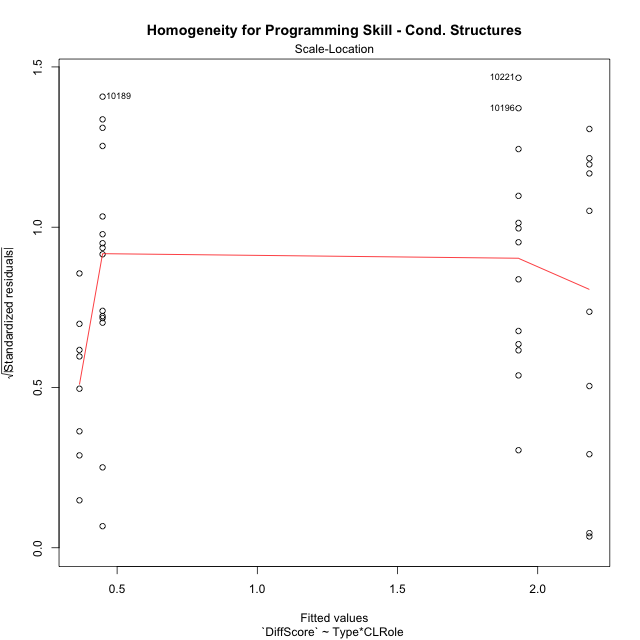 Homogeneity for Programming Skill - Cond. Structures
Scale-Location
1.5
1.0
0.5
0.0
√|Standardized residuals|
10189
10221
10196
0.5
1.0
1.5
2.0
Fitted values
`DiffScore` ~ Type*CLRole